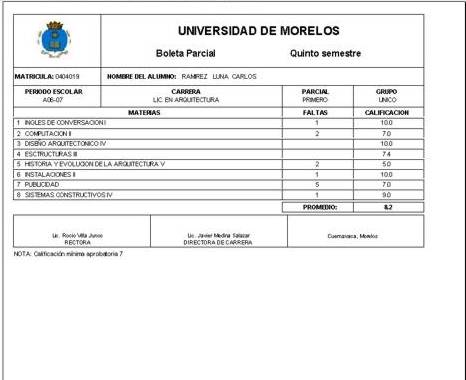 UNIVERSIDAD DE MORELOS
Boleta Parcial Quinto semestre
MATRICULA: 0404019 NOMBRE DEL ALUMNO: RAMIREZ LUNA CARLOS
PERIODO ESCOLAR CARRERA PARCIAL GRUPO
A06-07 LIC. EN ARQUITECTURA PRIMERO UNICO
MATERIAS FALTAS CALIFICACION
1 INGLES DE CONVERSACION I 1 10.0
2 COMPUTACION II 2 7.0
3 DISEÑO ARQUITECTONICO IV 10.0
4 ESCTRUCTURAS III 7.4
5 HISTORIA Y EVOLUCION DE LA ARQUITECTURA V 2 5.0
6 INSTALACIONES II 1 10.0
7 PUBLICIDAD 5 7.0
8 SISTEMAS CONSTRUCTIVOS IV 1 9.0
PROMEDIO: 8.2
Lic. Rocio Villa Junco Lic. Javier Medina Salazar Cuernavaca, Morelos
RECTORA DIRECTORA DE CARRERA
NOTA: Calificación mínima aprobatoria 7